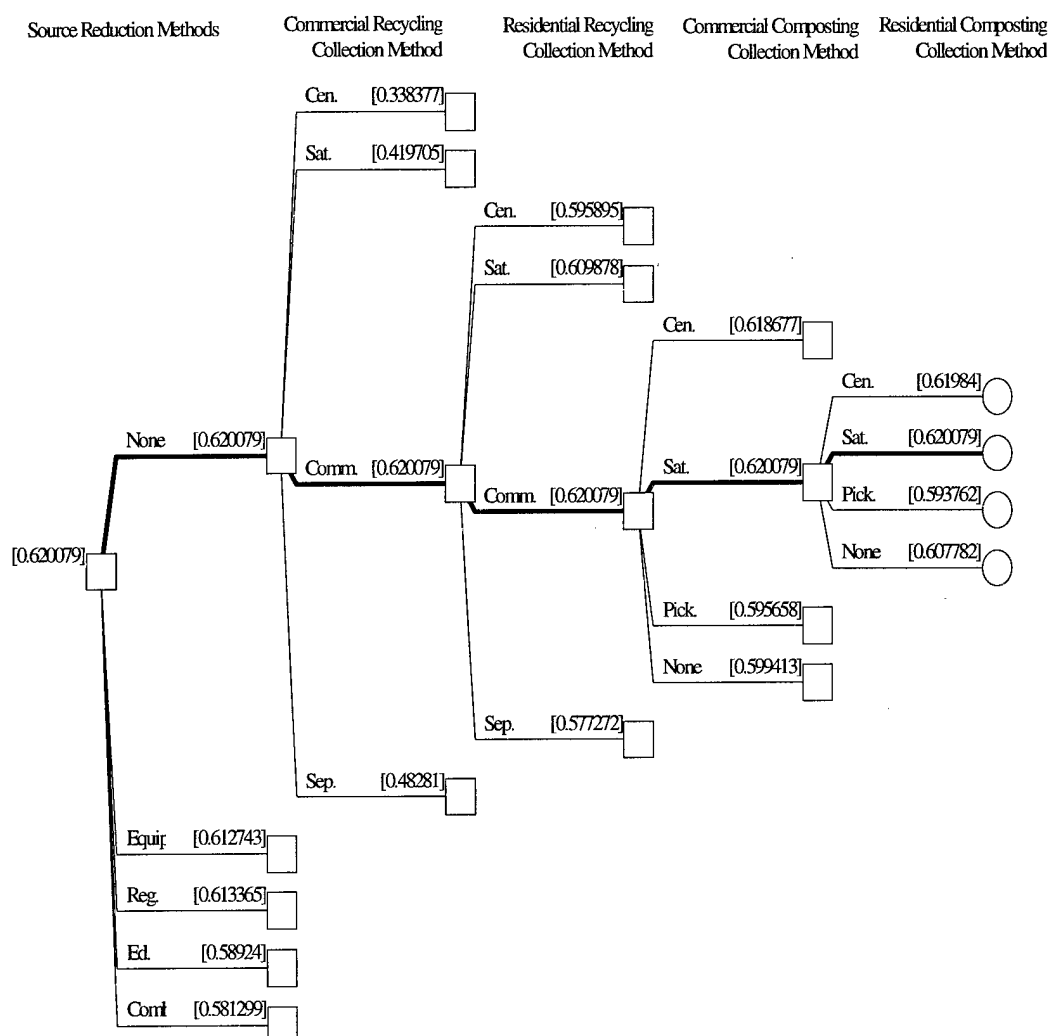 Source Reduction Methods
Commercial Recycling
Collection Method
Residential Recycling
Collection Method
Commercial Composting
Collection Method
Residential Composting
Collection Method
Cen. [0.338377]
Sat. [0.419705]
Cen. [0.595895]
Sat. [0.609878]
Cen. [0.618677]
Cen. [0.61984]
None [0.620079]
Sat. [0.620079]
Comm. [0.620079]
Sat. [0.620079]
Comm. [0.620079]
Pick. [0.593762]
[0.620079]
None [0.607782]
Pick. [0.595658]
None [0.599413]
Sep. [0.577272]
Sep. [0.48281]
Equip [0.612743]
Reg. [0.613365]
Ed. [0.58924]
Coml [0.581299]